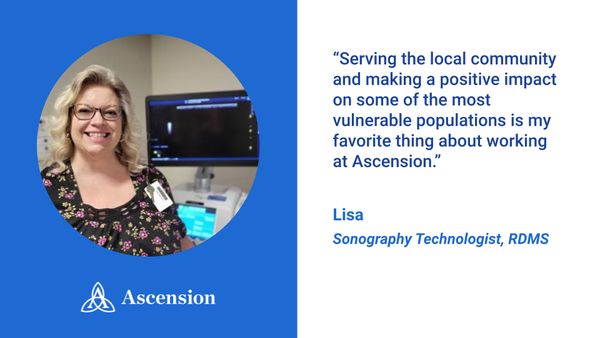 Ascension
“Serving the local community
and making a positive impact
on some of the most
vulnerable populations is my
favorite thing about working
at Ascension.”
Lisa
Sonography Technologist, RDMS